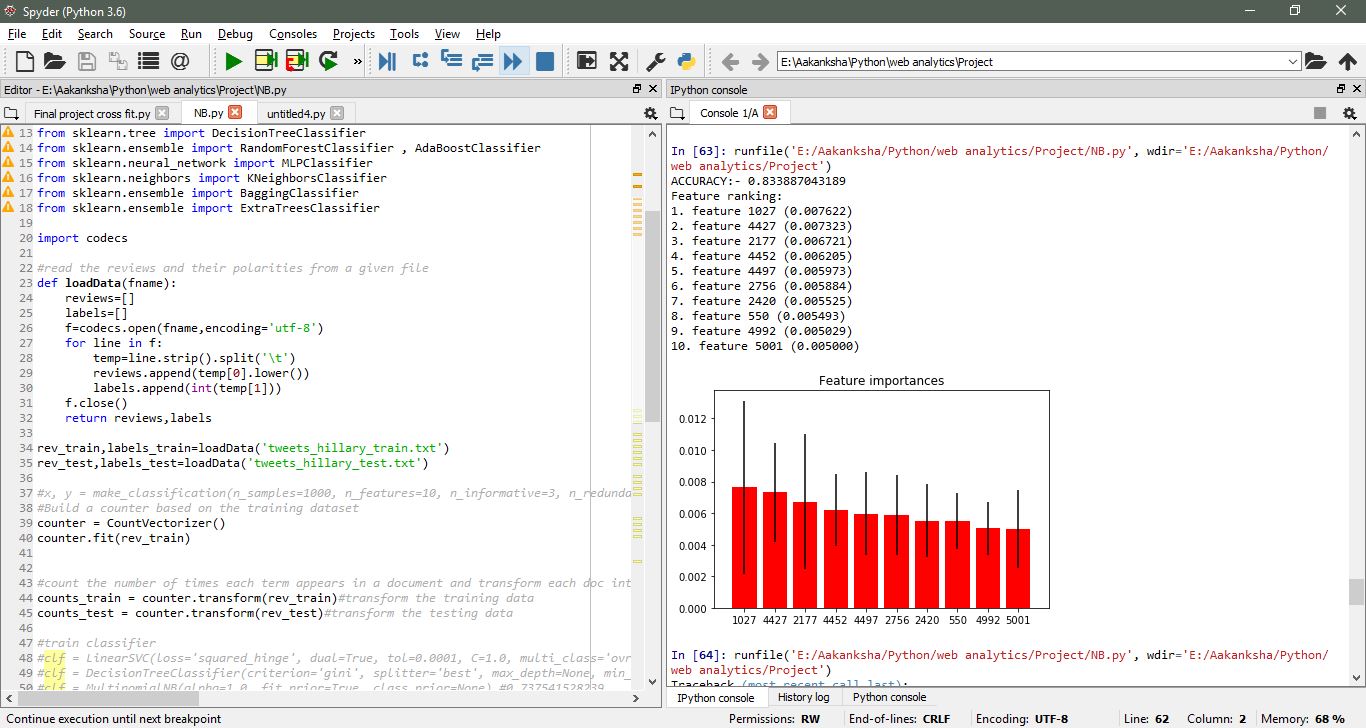 Spyder (Python 3.6)
File Edit Search Source Run Debug Consoles Projects Tools View Help
E:\Aakanksha\Python\web analytics\Project
Editor - E:\Aakanksha\Python\web analytics\Project\NB.py
Final project cross fit.py NB.py untitled4.py
13 from sklearn.tree import DecisionTreeClassifier
14 from sklearn.ensemble import RandomForestClassifier , AdaBoostClassifier
15 from sklearn.neural_network import MLPClassifier
16 from sklearn.neighbors import KNeighborsClassifier
17 from sklearn.ensemble import BaggingClassifier
18 from sklearn.ensemble import ExtraTreesClassifier
19
20 import codecs
21
22 #read the reviews and their polarities from a given file
23 def loadData(fname):
24     reviews=[]
25     labels=[]
26     f=codecs.open(fname,encoding='utf-8')
27     for line in f:
28         temp=line.strip().split('\t')
29         reviews.append(temp[0].lower())
30         labels.append(int(temp[1]))
31     f.close()
32     return reviews,labels
33
34 rev_train,labels_train=loadData('tweets_hillary_train.txt')
35 rev_test,labels_test=loadData('tweets_hillary_test.txt')
36
37 #x, y = make_classification(n_samples=1000, n_features=10, n_informative=3, n_redunda
38 #Build a counter based on the training dataset
39 counter = CountVectorizer()
40 counter.fit(rev_train)
41
42
43 #count the number of times each term appears in a document and transform each doc int
44 counts_train = counter.transform(rev_train)#transform the training data
45 counts_test = counter.transform(rev_test)#transform the testing data
46
47 #train classifier
48 #clf = LinearSVC(loss='squared_hinge', dual=True, tol=0.0001, C=1.0, multi_class='ovr
49 #clf = DecisionTreeClassifier(criterion='gini', splitter='best', max_depth=None, min_
50 #clf = MultinomialNB(alpha=1.0, fit_prior=True, class_prior=None) #0.737541528239
IPython console
Console 1/A
In [63]: runfile('E:/Aakanksha/Python/web analytics/Project/NB.py', wdir='E:/Aakanksha/Python/
web analytics/Project')
ACCURACY:- 0.833887043189
Feature ranking:
1. feature 1027 (0.007622)
2. feature 4427 (0.007323)
3. feature 2177 (0.006721)
4. feature 4452 (0.006205)
5. feature 4497 (0.005973)
6. feature 2756 (0.005884)
7. feature 2420 (0.005525)
8. feature 550 (0.005493)
9. feature 4992 (0.005029)
10. feature 5001 (0.005000)
Feature importances
0.012
0.010
0.008
0.006
0.004
0.002
0.000
1027 4427 2177 4452 4497 2756 2420 550 4992 5001
In [64]: runfile('E:/Aakanksha/Python/web analytics/Project/NB.py', wdir='E:/Aakanksha/Python/
web analytics/Project')
Traceback (most recent call last):
IPython console History log Python console
Continue execution until next breakpoint Permissions: RW End-of-lines: CRLF Encoding: UTF-8 Line: 62 Column: 2 Memory: 68 %